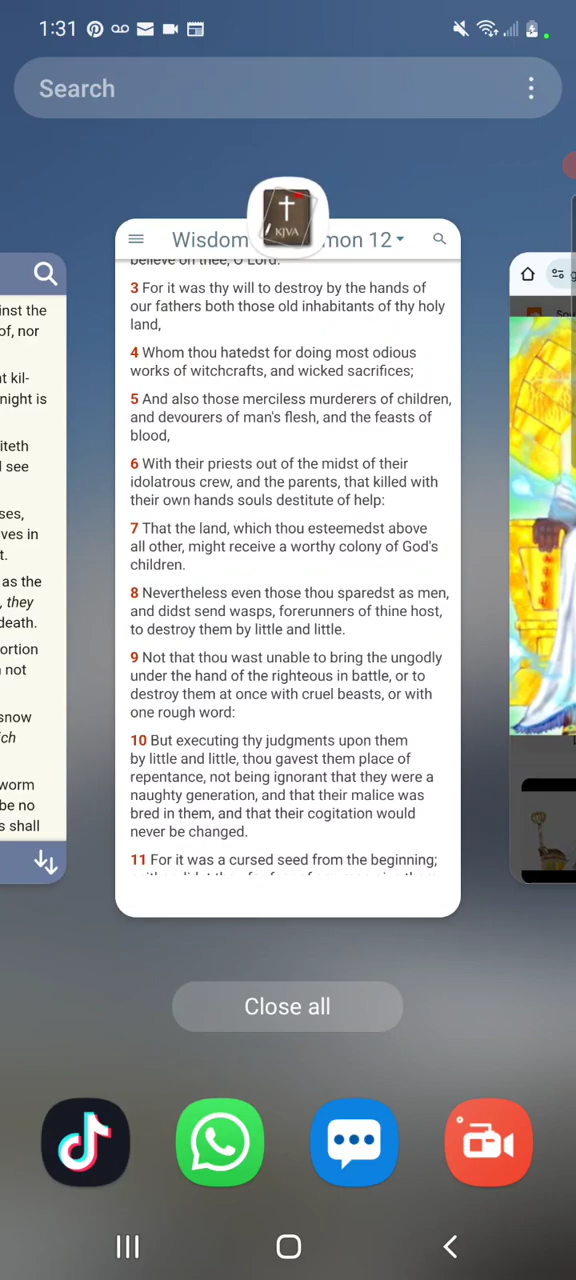 1:31
Search
KJVA
Wisdom mon 12
believe on thee, O Lord.
3 For it was thy will to destroy by the hands of
our fathers both those old inhabitants of thy holy
land,
4 Whom thou hatedst for doing most odious
works of witchcrafts, and wicked sacrifices;
5 And also those merciless murderers of children,
and devourers of man's flesh, and the feasts of
blood,
6 With their priests out of the midst of their
idolatrous crew, and the parents, that killed with
their own hands souls destitute of help:
7 That the land, which thou esteemedst above
all other, might receive a worthy colony of God's
children.
8 Nevertheless even those thou sparedst as men,
and didst send wasps, forerunners of thine host,
to destroy them by little and little.
9 Not that thou wast unable to bring the ungodly
under the hand of the righteous in battle, or to
destroy them at once with cruel beasts, or with
one rough word:
10 But executing thy judgments upon them
by little and little, thou gavest them place of
repentance, not being ignorant that they were a
naughty generation, and that their malice was
bred in them, and that their cogitation would
never be changed.
11 For it was a cursed seed from the beginning;
inst the
of, nor
t kil-
night is
iteth
l see
ses,
ves in
t.
as the
, they
death.
ortion
not
snow
ich
worm
be no
s shall
Close all